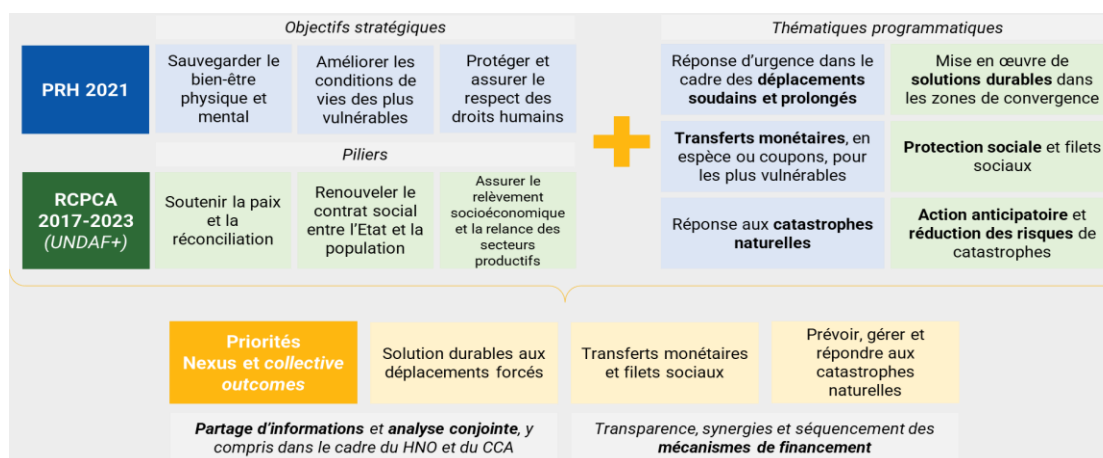 Objectifs stratégiques
Thématiques programmatiques
PRH 2021
Sauvegarder le
bien-être
physique et
mental
Améliorer les
conditions de
vies des plus
vulnérables
Protéger et
assurer le
respect des
droits humains
Réponse d'urgence dans le
cadre des déplacements
soudains et prolongés
Mise en œuvre de
solutions durables dans
les zones de convergence
Transferts monétaires, en
espèce ou coupons, pour
les plus vulnérables
Protection sociale et filets
sociaux
Piliers
RCPCA
2017-2023
(UNDAF+)
Soutenir la paix
et la
réconciliation
Renouveler le
contrat social
entre l'Etat et la
population
Assurer le
relèvement
socioéconomique
et la relance des
secteurs
productifs
Réponse aux catastrophes
naturelles
Action anticipatoire et
réduction des risques de
catastrophes
Priorités
Nexus et collective
outcomes
Solution durables aux
déplacements forcés
Transferts monétaires
et filets sociaux
Prévoir, gérer et
répondre aux
catastrophes
naturelles
Partage d'informations et analyse conjointe, y
compris dans le cadre du HNO et du CCA
Transparence, synergies et séquencement des
mécanismes de financement